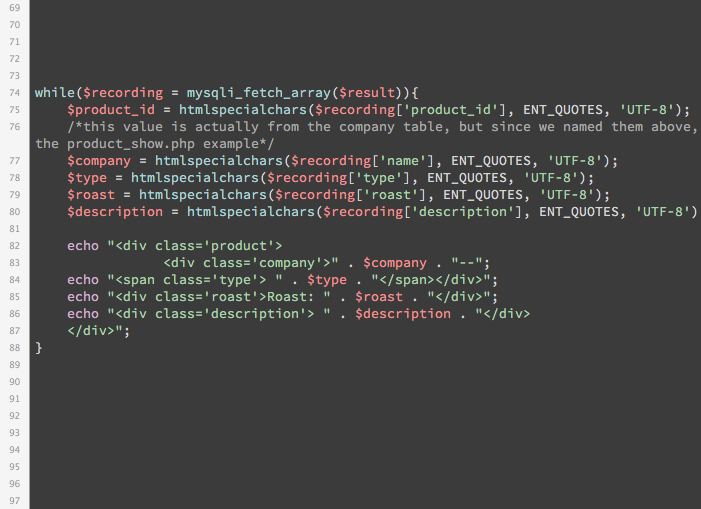 69
70
71
72
73
74 while($recording = mysqli_fetch_array($result)){
75     $product_id = htmlspecialchars($recording['product_id'], ENT_QUOTES, 'UTF-8');
76     /*this value is actually from the company table, but since we named them above,
the product_show.php example*/
77     $company = htmlspecialchars($recording['name'], ENT_QUOTES, 'UTF-8');
78     $type = htmlspecialchars($recording['type'], ENT_QUOTES, 'UTF-8');
79     $roast = htmlspecialchars($recording['roast'], ENT_QUOTES, 'UTF-8');
80     $description = htmlspecialchars($recording['description'], ENT_QUOTES, 'UTF-8')
81
82     echo "<div class='product'>
83                 <div class='company'>" . $company . "--";
84     echo "<span class='type'> " . $type . "</span></div>";
85     echo "<div class='roast'>Roast: " . $roast . "</div>";
86     echo "<div class='description'> " . $description . "</div>
87     </div>";
88 }
89
90
91
92
93
94
95
96
97